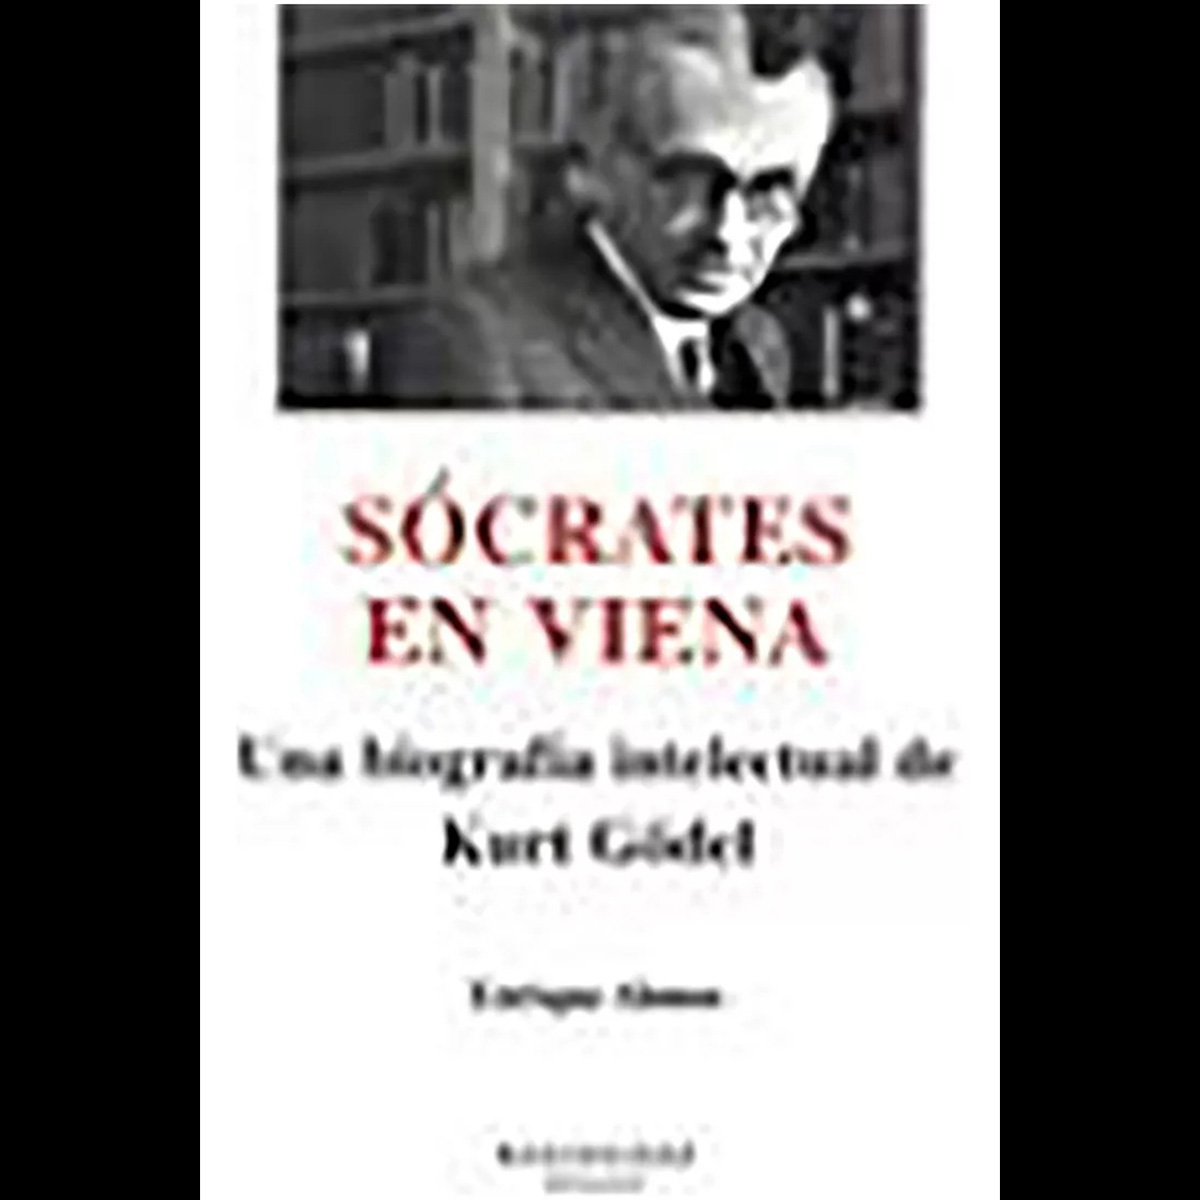 SÓCRATES
EN VIENA
Una biografía intelectual de
Kurt Gödel
Enrique Alonso